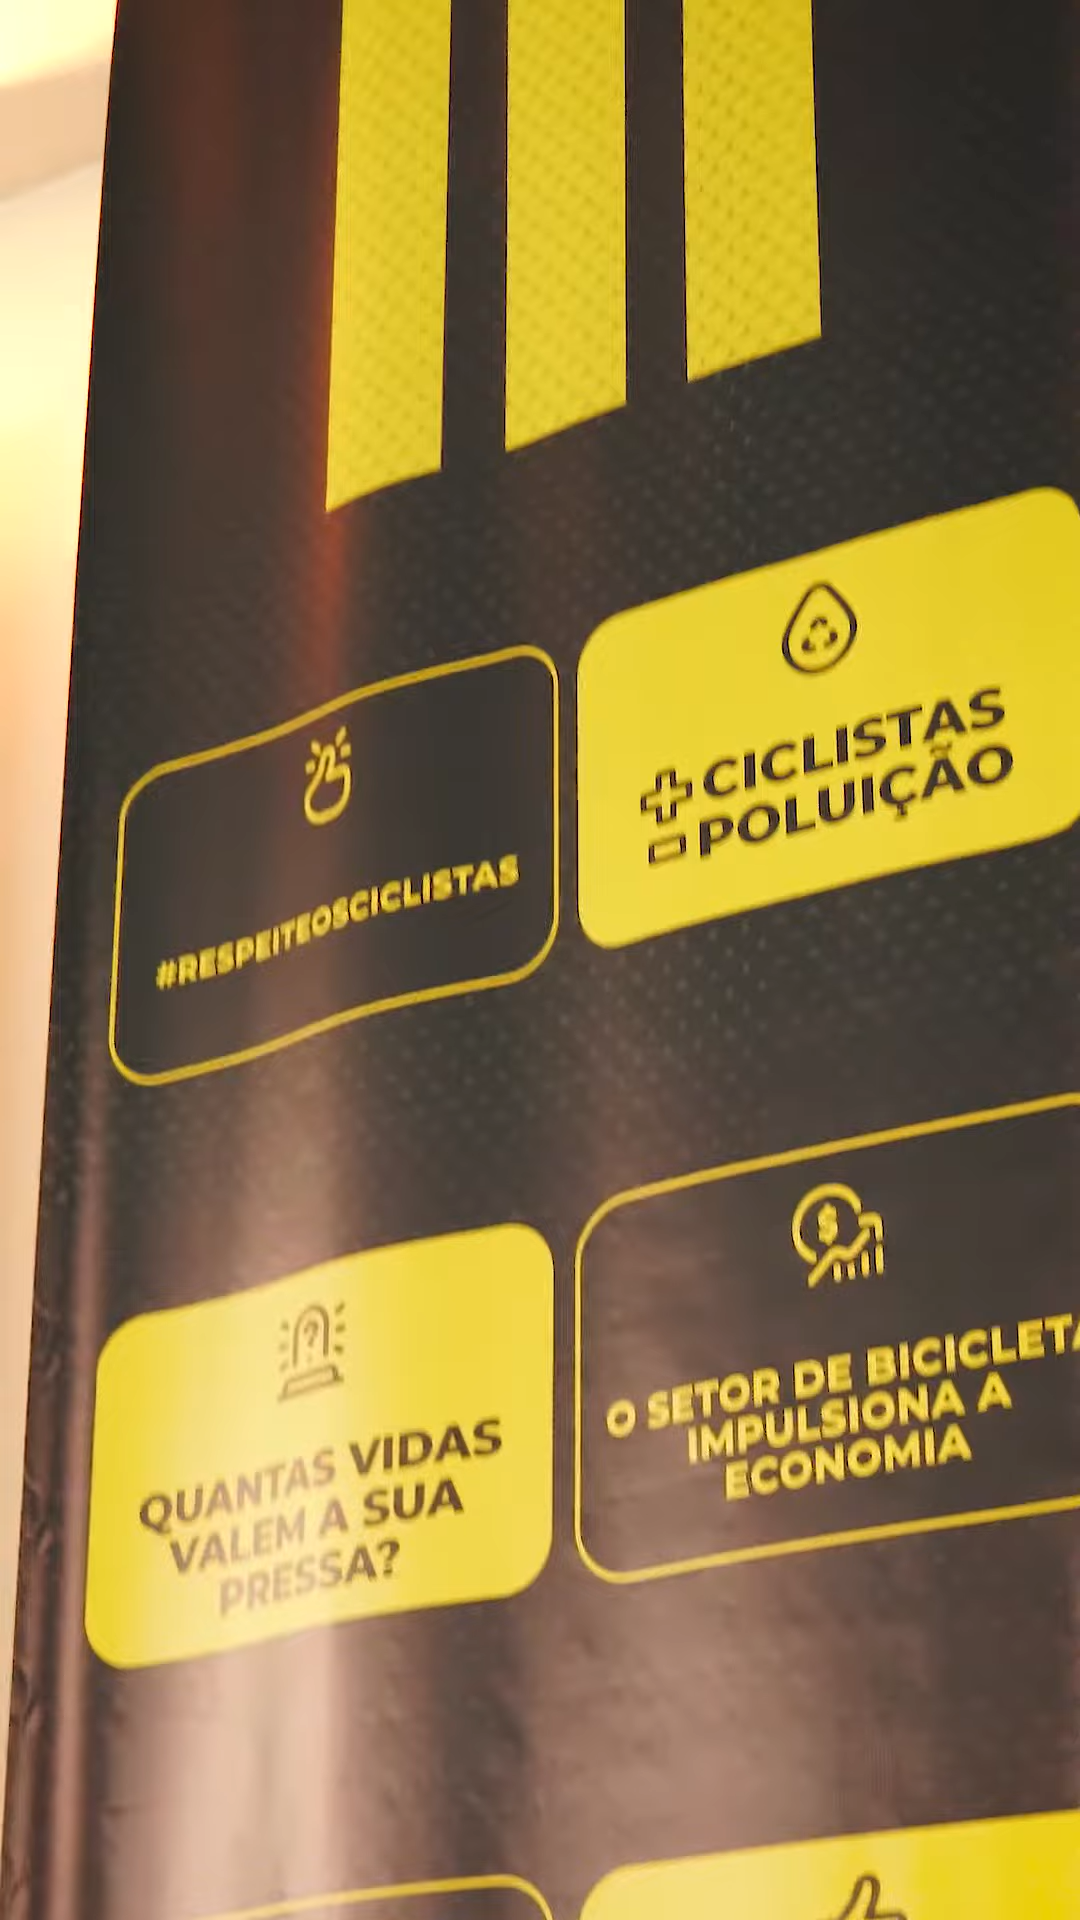 #RESPEITEOSCICLISTAS
+CICLISTAS
-POLUIÇÃO
QUANTAS VIDAS
VALEM A SUA
PRESSA?
O SETOR DE BICICLETA
IMPULSIONA A
ECONOMIA